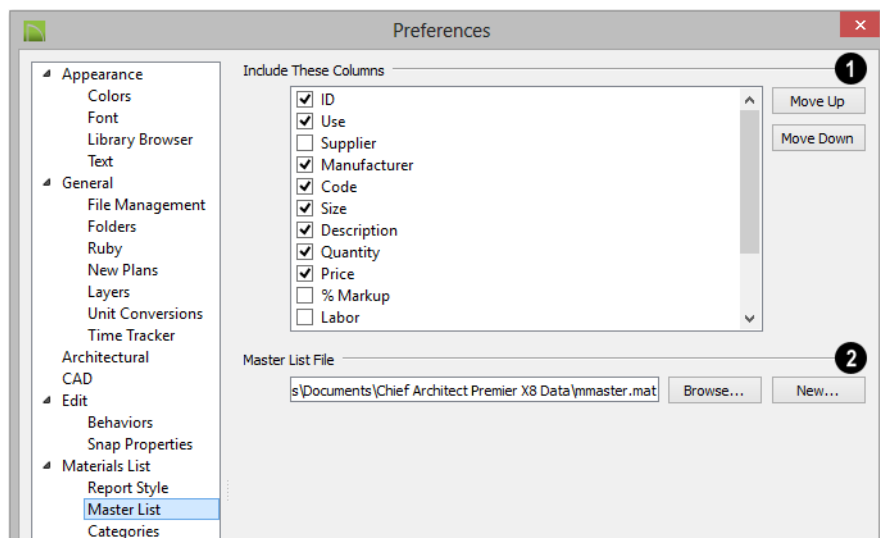 Preferences
Appearance
Colors
Font
Library Browser
Text
General
File Management
Folders
Ruby
New Plans
Layers
Unit Conversions
Time Tracker
Architectural
CAD
Edit
Behaviors
Snap Properties
Materials List
Report Style
Master List
Categories
Include These Columns
1
ID
Use
Supplier
Manufacturer
Code
Size
Description
Quantity
Price
% Markup
Labor
Move Up
Move Down
Master List File
2
s\Documents\Chief Architect Premier X8 Data\mmaster.mat
Browse...
New...